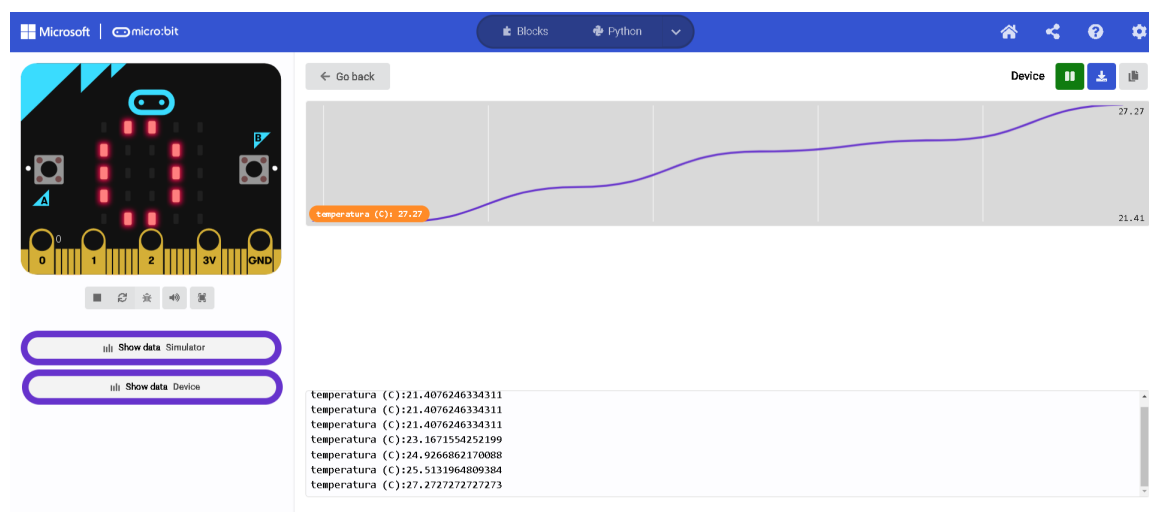 Microsoft micro:bit Blocks Python
Go back
Device
27.27
temperatura (C): 27.27
21.41
A
B
0
0 1 2 3V GND
Show data Simulator
Show data Device
temperatura (C):21.4076246334311
temperatura (C):21.4076246334311
temperatura (C):21.4076246334311
temperatura (C):23.1671554252199
temperatura (C):24.9266862170088
temperatura (C):25.5131964809384
temperatura (C):27.2727272727273